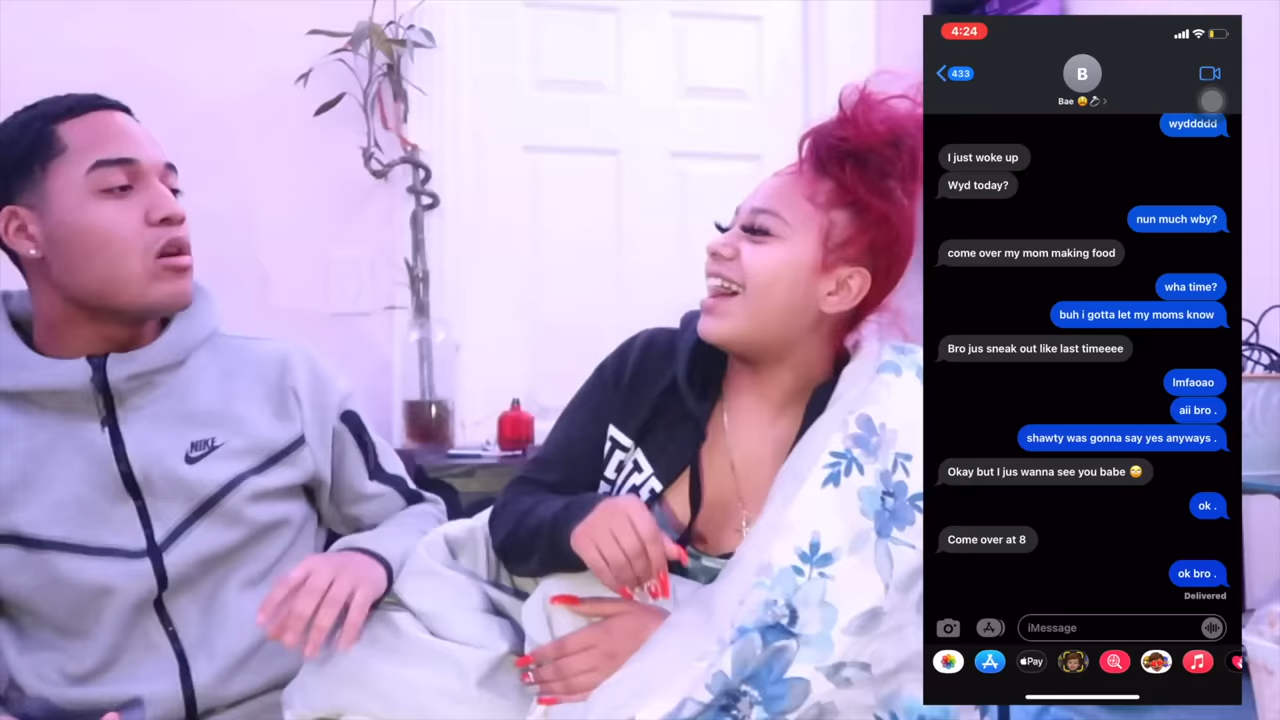 NIKE
4:24
433
B
Bae 😩💍 >
wyddddd
I just woke up
Wyd today?
nun much wby?
come over my mom making food
wha time?
buh i gotta let my moms know
Bro jus sneak out like last timeeee
lmfaoao
aii bro .
shawty was gonna say yes anyways .
Okay but I jus wanna see you babe 🙄
ok .
Come over at 8
ok bro .
Delivered
iMessage
Pay